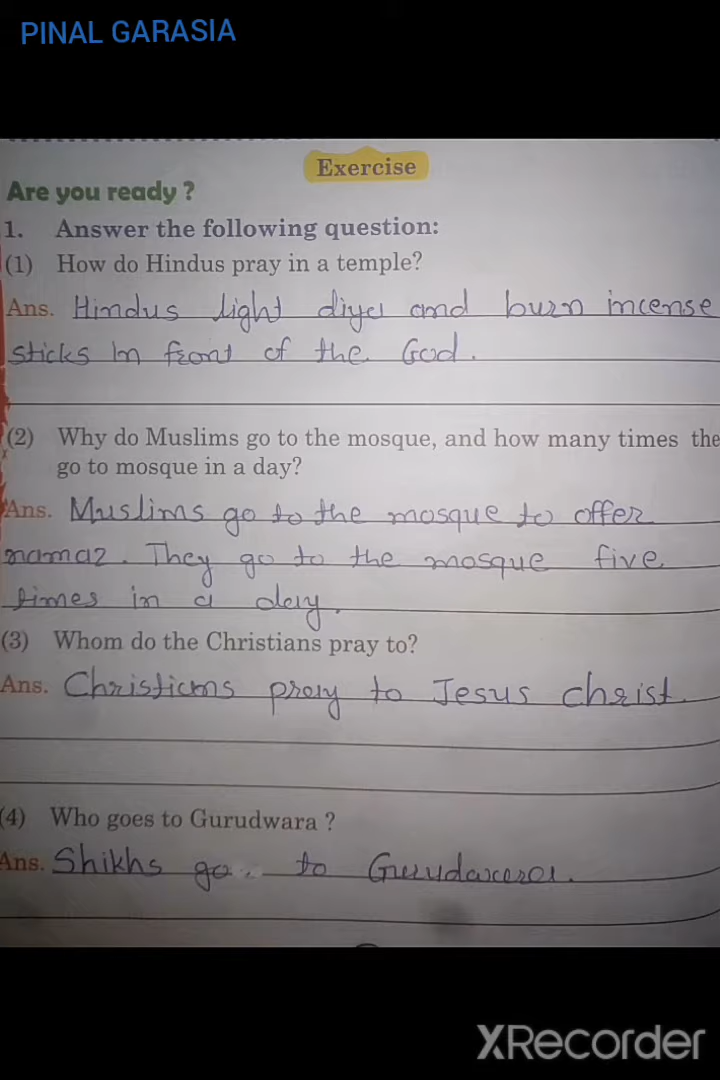 PINAL GARASIA
Exercise
Are you ready ?
1. Answer the following question:
(1) How do Hindus pray in a temple?
Ans. Hindus light diya and burn incense
sticks in front of the God.
(2) Why do Muslims go to the mosque, and how many times the
go to mosque in a day?
Ans. Muslims go to the mosque to offer
namaz. They go to the mosque five
times in a day.
(3) Whom do the Christians pray to?
Ans. Christians pray to Jesus christ.
(4) Who goes to Gurudwara ?
Ans. Shikhs go to
XRecorder